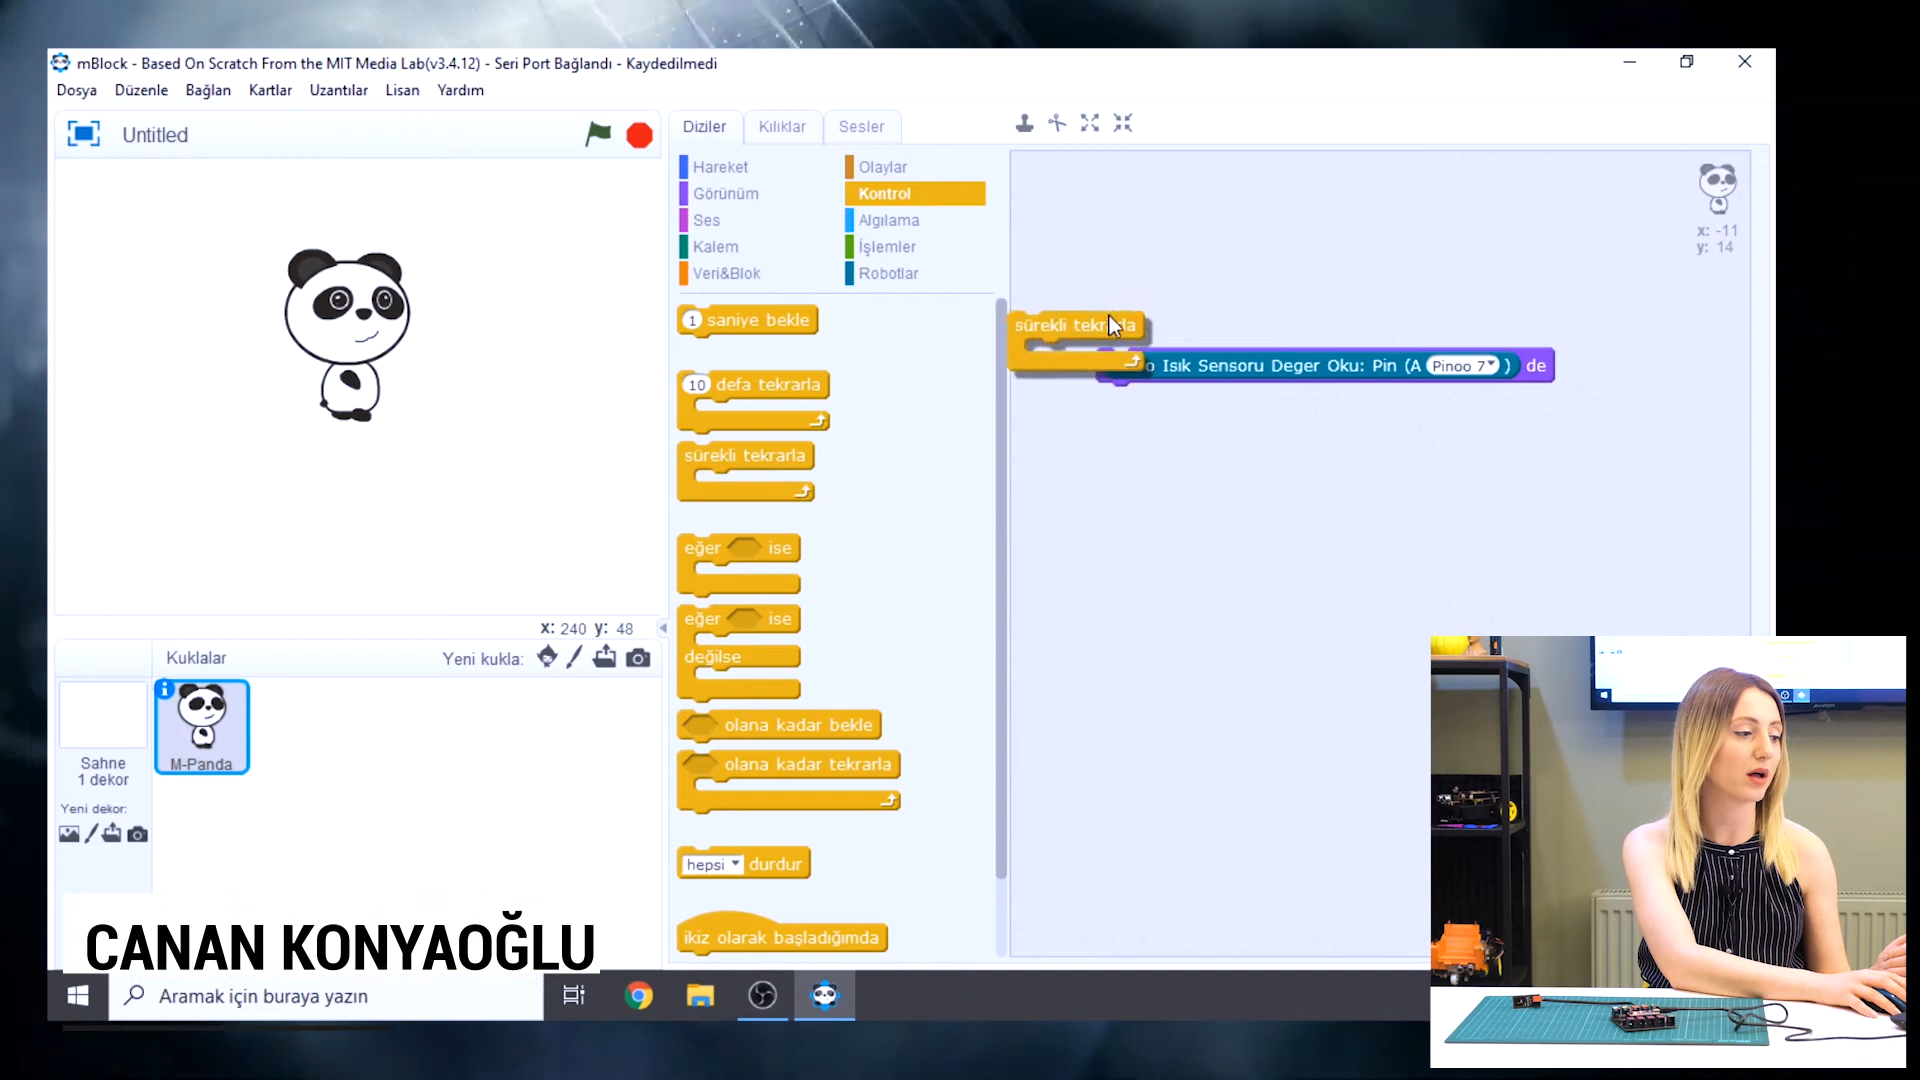 mBlock - Based On Scratch From the MIT Media Lab(v3.4.12) - Seri Port Bağlandı - Kaydedilmedi
Dosya Düzenle Bağlan Kartlar Uzantılar Lisan Yardım
Untitled
Diziler Kılıklar Sesler
Hareket Olaylar
Görünüm Kontrol
Ses Algılama
Kalem İşlemler
Veri&Blok Robotlar
x: -11
y: 14
1 saniye bekle
10 defa tekrarla
sürekli tekrarla
eğer ise
eğer ise
değilse
olana kadar bekle
olana kadar tekrarla
hepsi durdur
ikiz olarak başladığımda
sürekli
Isık Sensoru Deger Oku: Pin (A Pinoo 7 ) de
x: 240 y: 48
Kuklalar Yeni kukla:
M-Panda
Sahne
1 dekor
Yeni dekor:
CANAN KONYAOĞLU
Aramak için buraya yazın